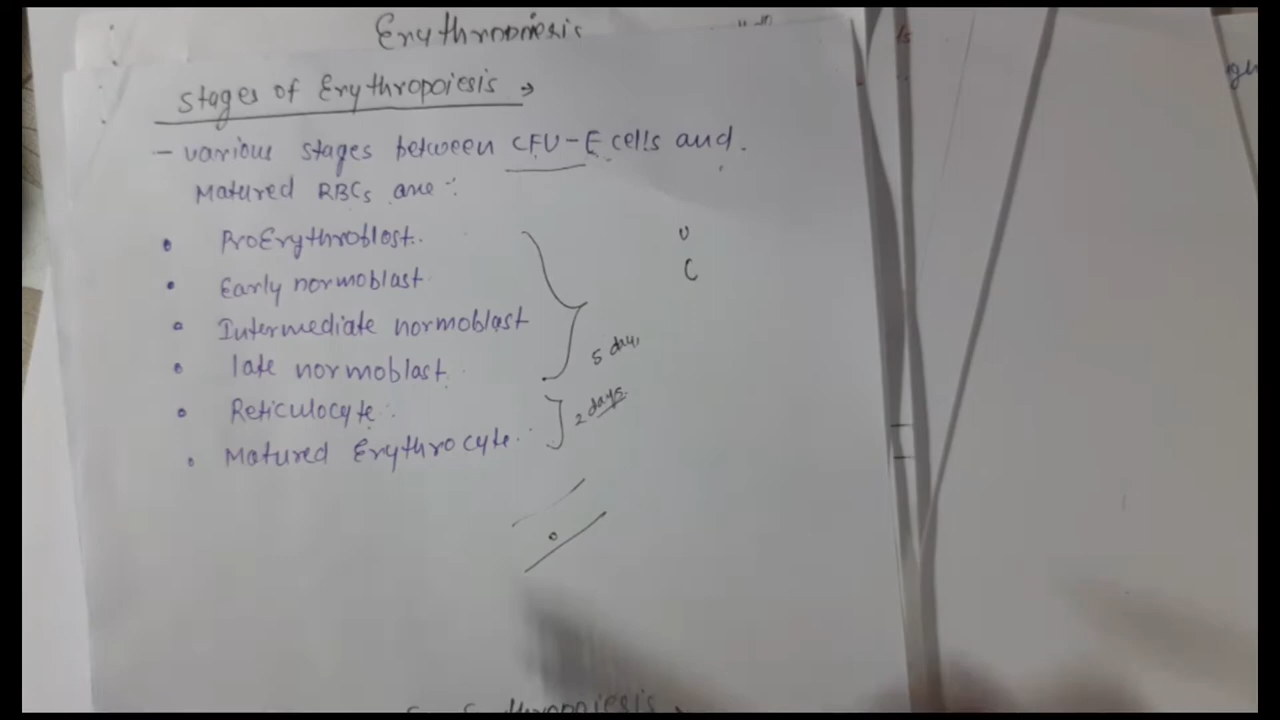 Erythropoiesis
Stages of Erythropoiesis →
- various stages between CFU-E cells and
Matured RBCs are :
• ProErythroblast.
• Early normoblast
• Intermediate normoblast
• late normoblast
5 days
• Reticulocyte.
• Matured Erythrocyte.
2 days